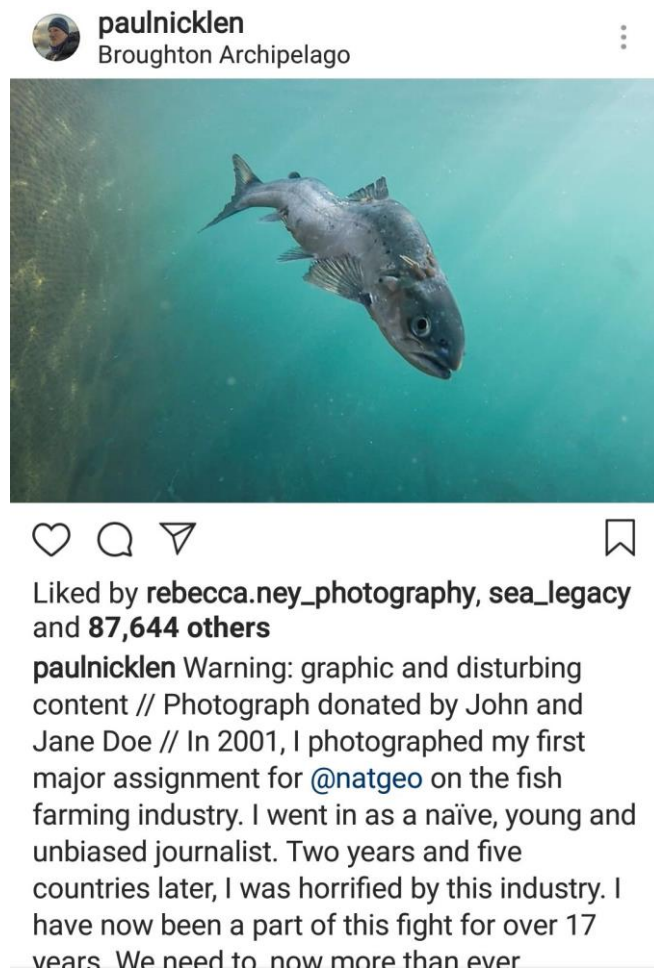 paulnicklen
Broughton Archipelago
Liked by rebecca.ney_photography, sea_legacy
and 87,644 others
paulnicklen Warning: graphic and disturbing
content // Photograph donated by John and
Jane Doe // In 2001, I photographed my first
major assignment for @natgeo on the fish
farming industry. I went in as a naïve, young and
unbiased journalist. Two years and five
countries later, I was horrified by this industry. I
have now been a part of this fight for over 17
years. We need to, now more than ever